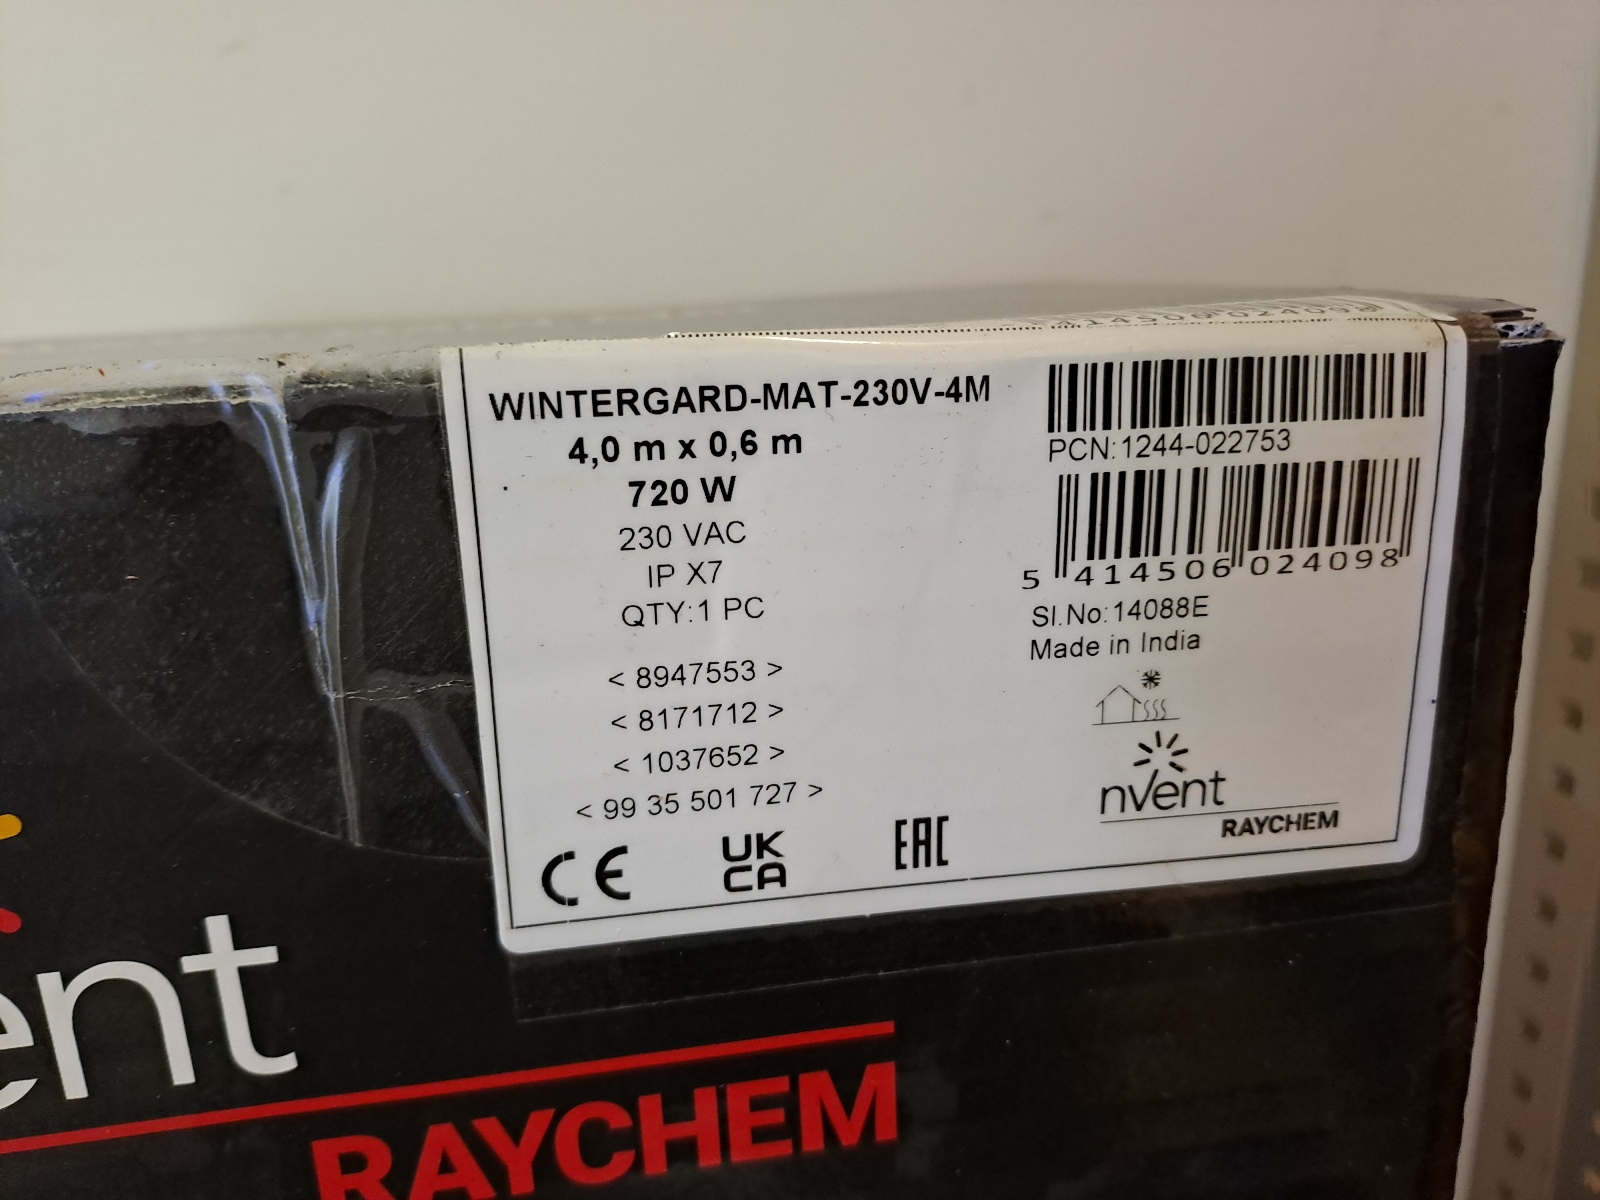 WINTERGARD-MAT-230V-4M
4,0 m x 0,6 m
720 W
230 VAC
IP X7
QTY:1 PC
< 8947553 >
< 8171712 >
< 1037652 >
< 99 35 501 727 >
CE
UK
CA
EAC
PCN:1244-022753
5 414506 024098
SI.No:14088E
Made in India
nVent
RAYCHEM
ent
RAYCHEM